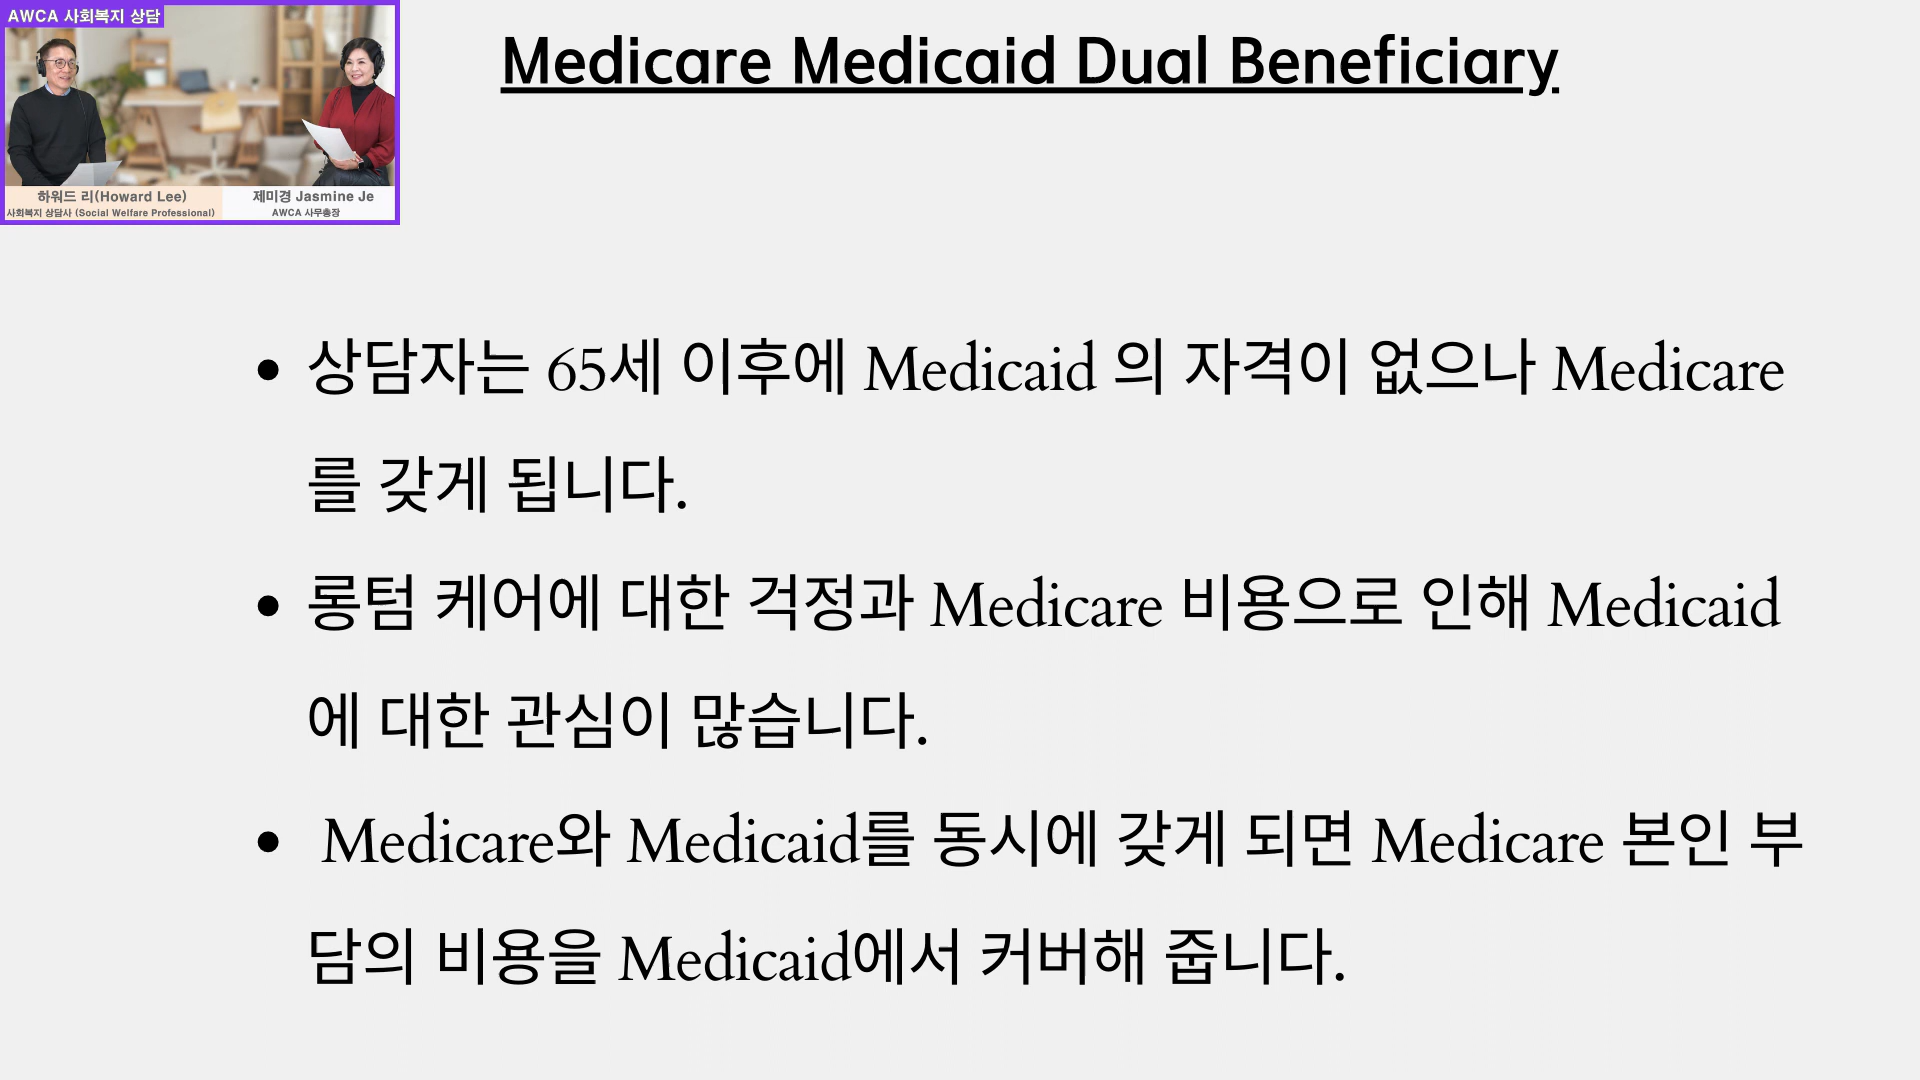 AWCA 사회복지 상담
하워드 리(Howard Lee)
사회복지 상담사 (Social Welfare Professional)
제미경 Jasmine Je
AWCA 사무총장
Medicare Medicaid Dual Beneficiary
• 상담자는 65세 이후에 Medicaid 의 자격이 없으나 Medicare
를 갖게 됩니다.
• 롱텀 케어에 대한 걱정과 Medicare 비용으로 인해 Medicaid
에 대한 관심이 많습니다.
• Medicare와 Medicaid를 동시에 갖게 되면 Medicare 본인 부
담의 비용을 Medicaid에서 커버해 줍니다.